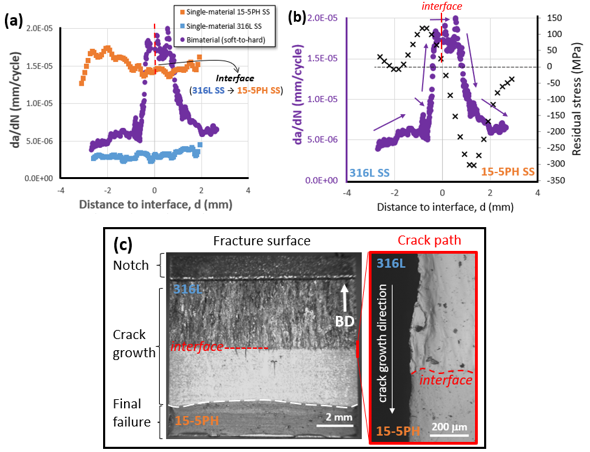 (a)
Single-material 15-5PH SS
Single-material 316L SS
Bimaterial (soft-to-hard)
2.0E-05
1.5E-05
1.0E-05
5.0E-06
0.0E+00
da/dN (mm/cycle)
Interface
(316L SS → 15-5PH SS)
-4 -2 0 2 4
Distance to interface, d (mm)
(b)
interface
2.0E-05
1.5E-05
1.0E-05
5.0E-06
0.0E+00
da/dN (mm/cycle)
150
100
50
0
-50
-100
-150
-200
-250
-300
-350
Residual stress (MPa)
316L SS
15-5PH SS
-4 -2 0 2 4
Distance to interface, d (mm)
(c)
Fracture surface
Crack path
Notch
316L
BD
Crack
growth
interface
Final
failure
15-5PH
2 mm
316L
crack growth direction
interface
15-5PH
200 μm